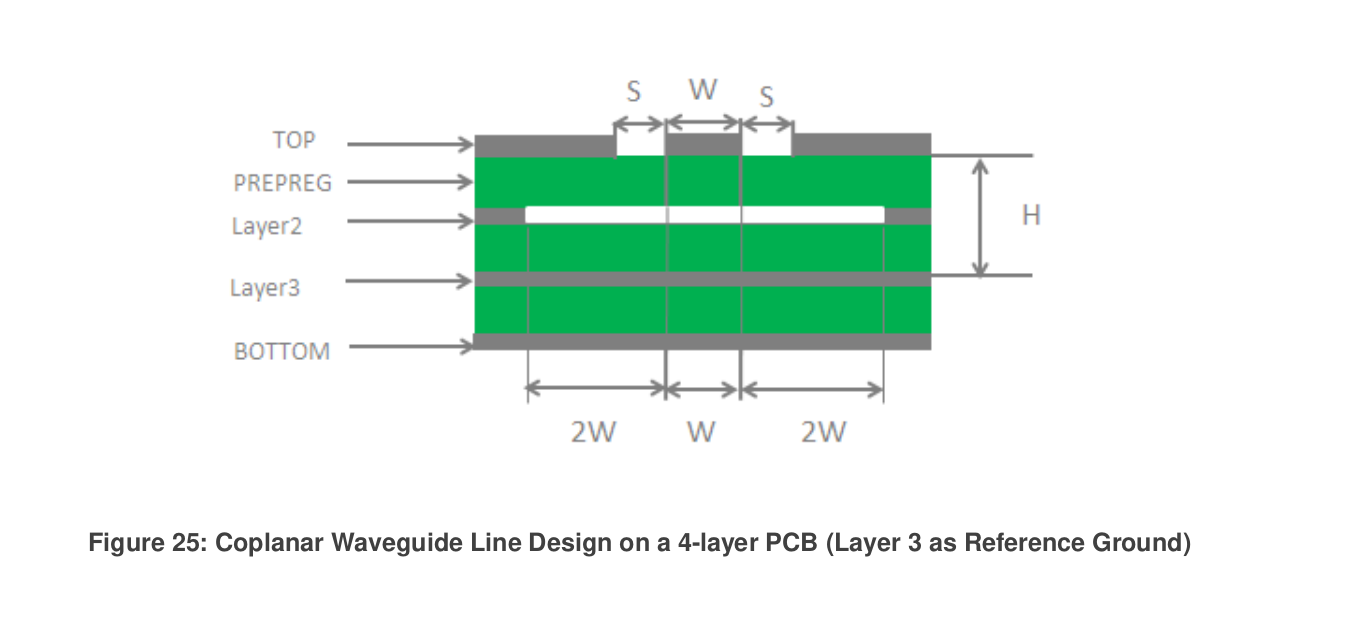 S W S
TOP
PREPREG
Layer2
H
Layer3
BOTTOM
2W W 2W
Figure 25: Coplanar Waveguide Line Design on a 4-layer PCB (Layer 3 as Reference Ground)